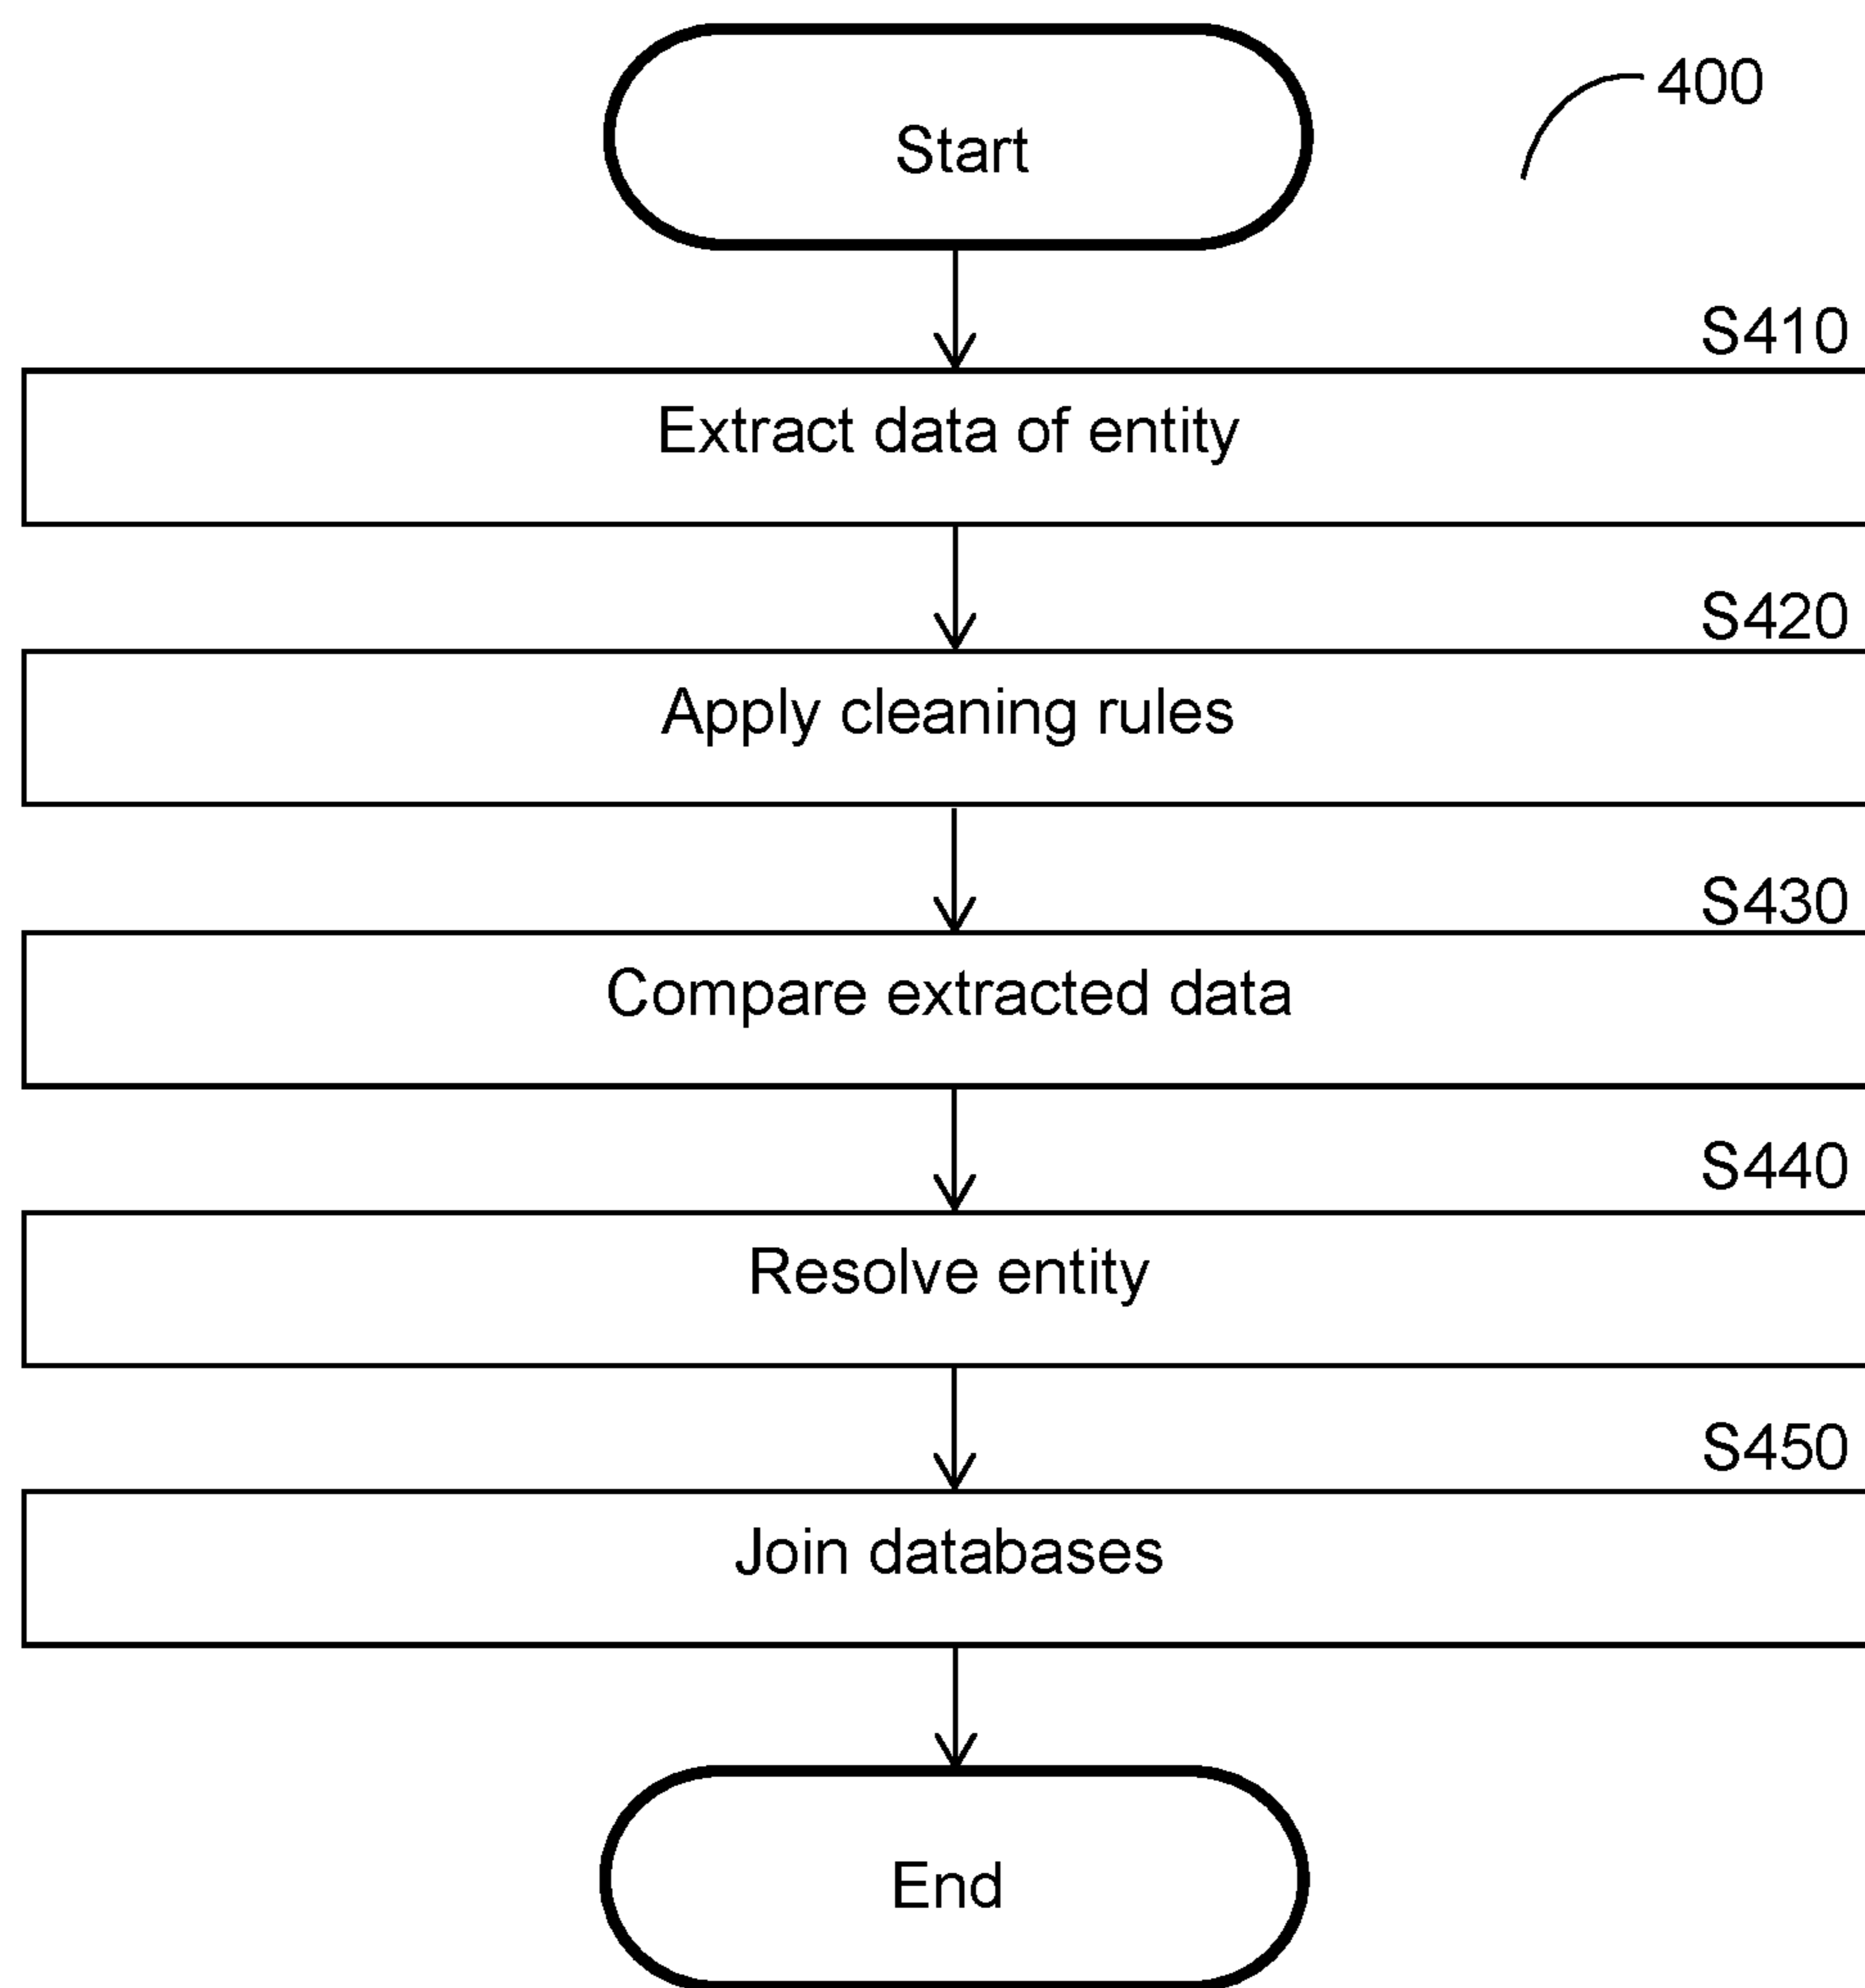 Start
400
S410
Extract data of entity
S420
Apply cleaning rules
S430
Compare extracted data
S440
Resolve entity
S450
Join databases
End